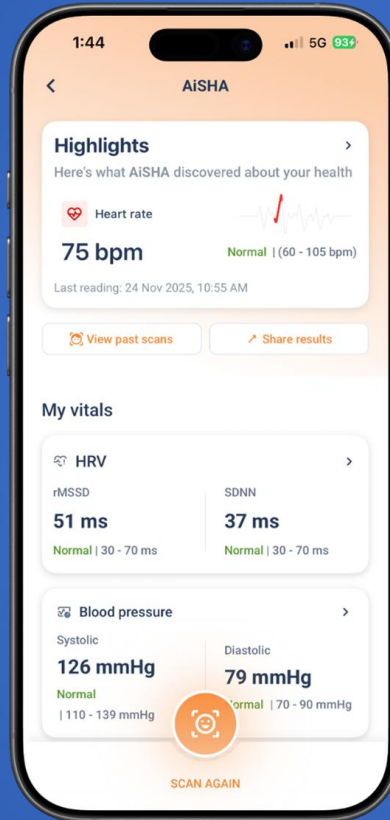 1:44
5G 93
AiSHA
Highlights
Here's what AiSHA discovered about your health
Heart rate
75 bpm
Normal | (60 - 105 bpm)
Last reading: 24 Nov 2025, 10:55 AM
View past scans
Share results
My vitals
HRV
rMSSD
51 ms
Normal | 30 - 70 ms
SDNN
37 ms
Normal | 30 - 70 ms
Blood pressure
Systolic
126 mmHg
Normal
| 110 - 139 mmHg
Diastolic
79 mmHg
| 70 - 90 mmHg
SCAN AGAIN